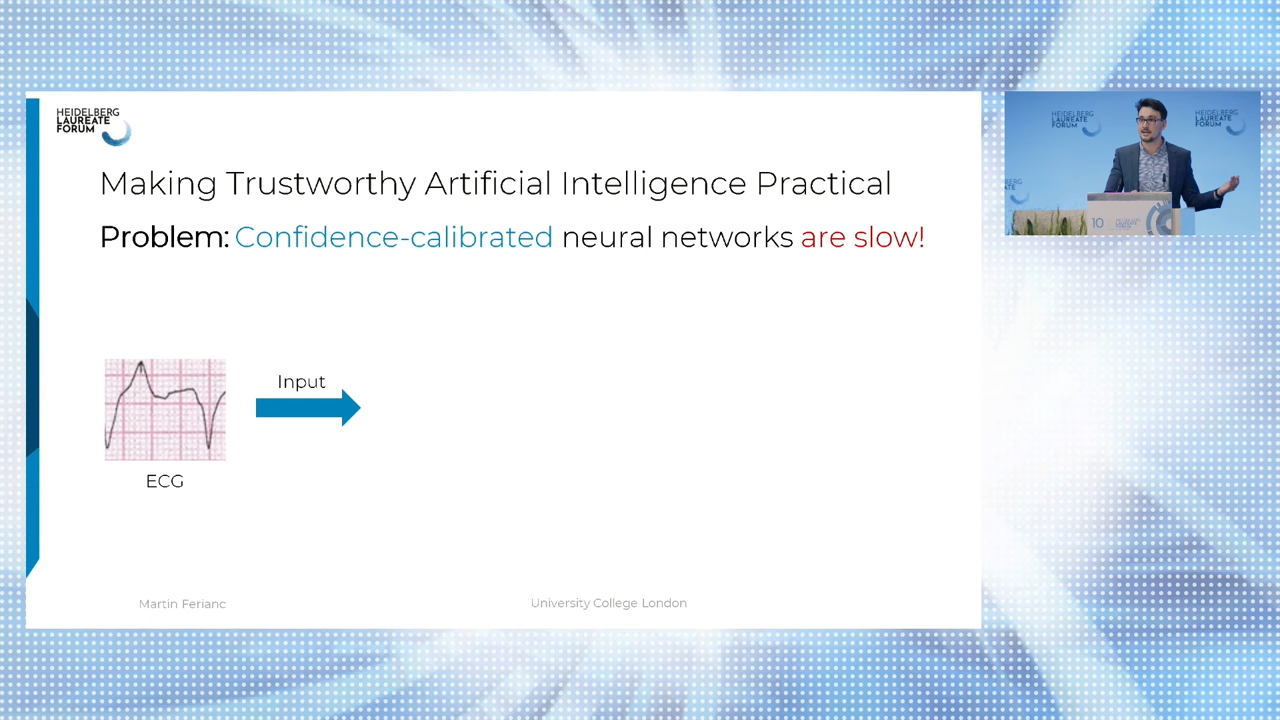 HEIDELBERG
LAUREATE
FORUM
Making Trustworthy Artificial Intelligence Practical
Problem: Confidence-calibrated neural networks are slow!
Input
ECG
Martin Ferianc
University College London
HEIDELBERG
LAUREATE
FORUM
HEIDELBERG
LAUREATE
FORUM
10